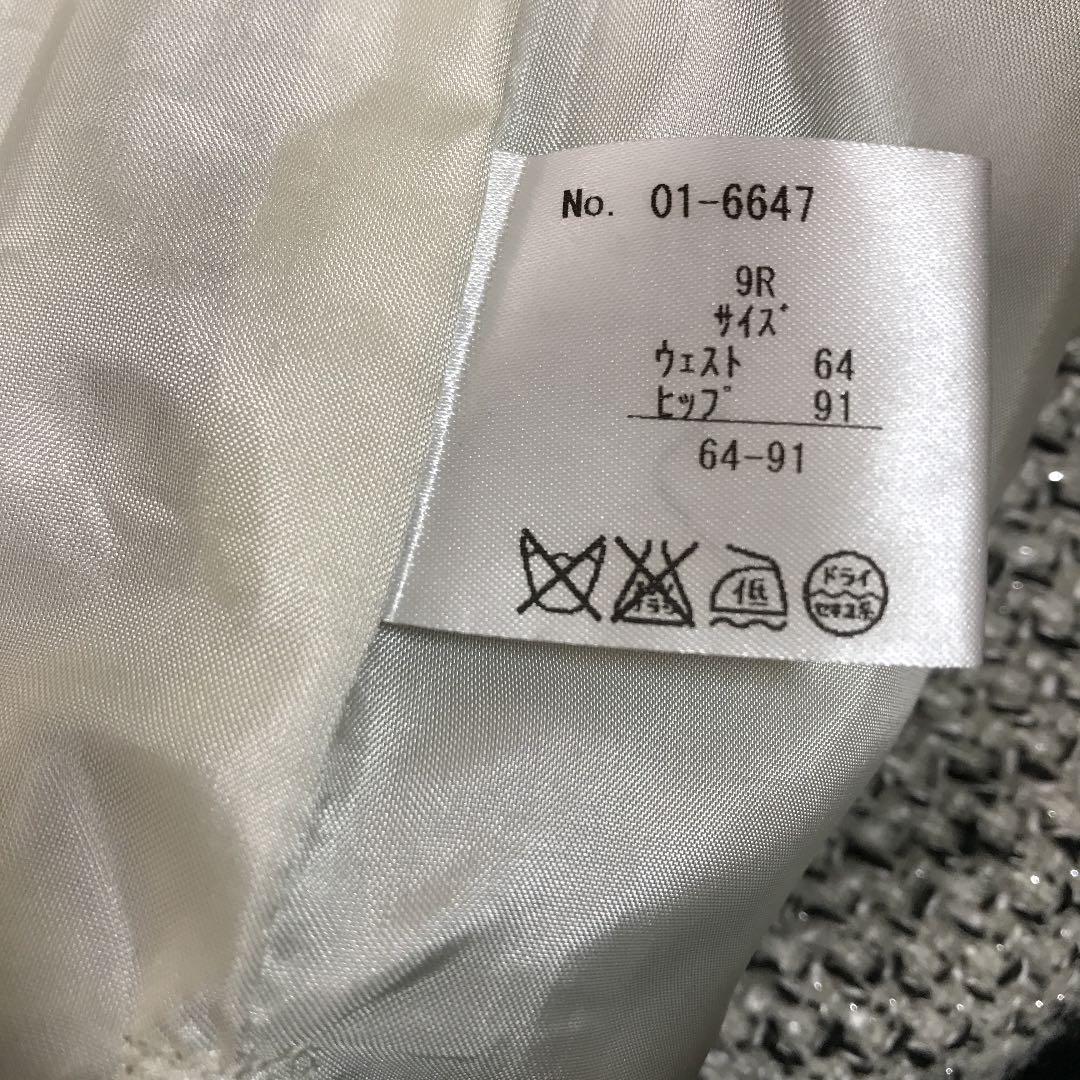 No. 01-6647
9R
サイズ
ウェスト 64
ヒップ 91
64-91
低
ドライ
セキユ系